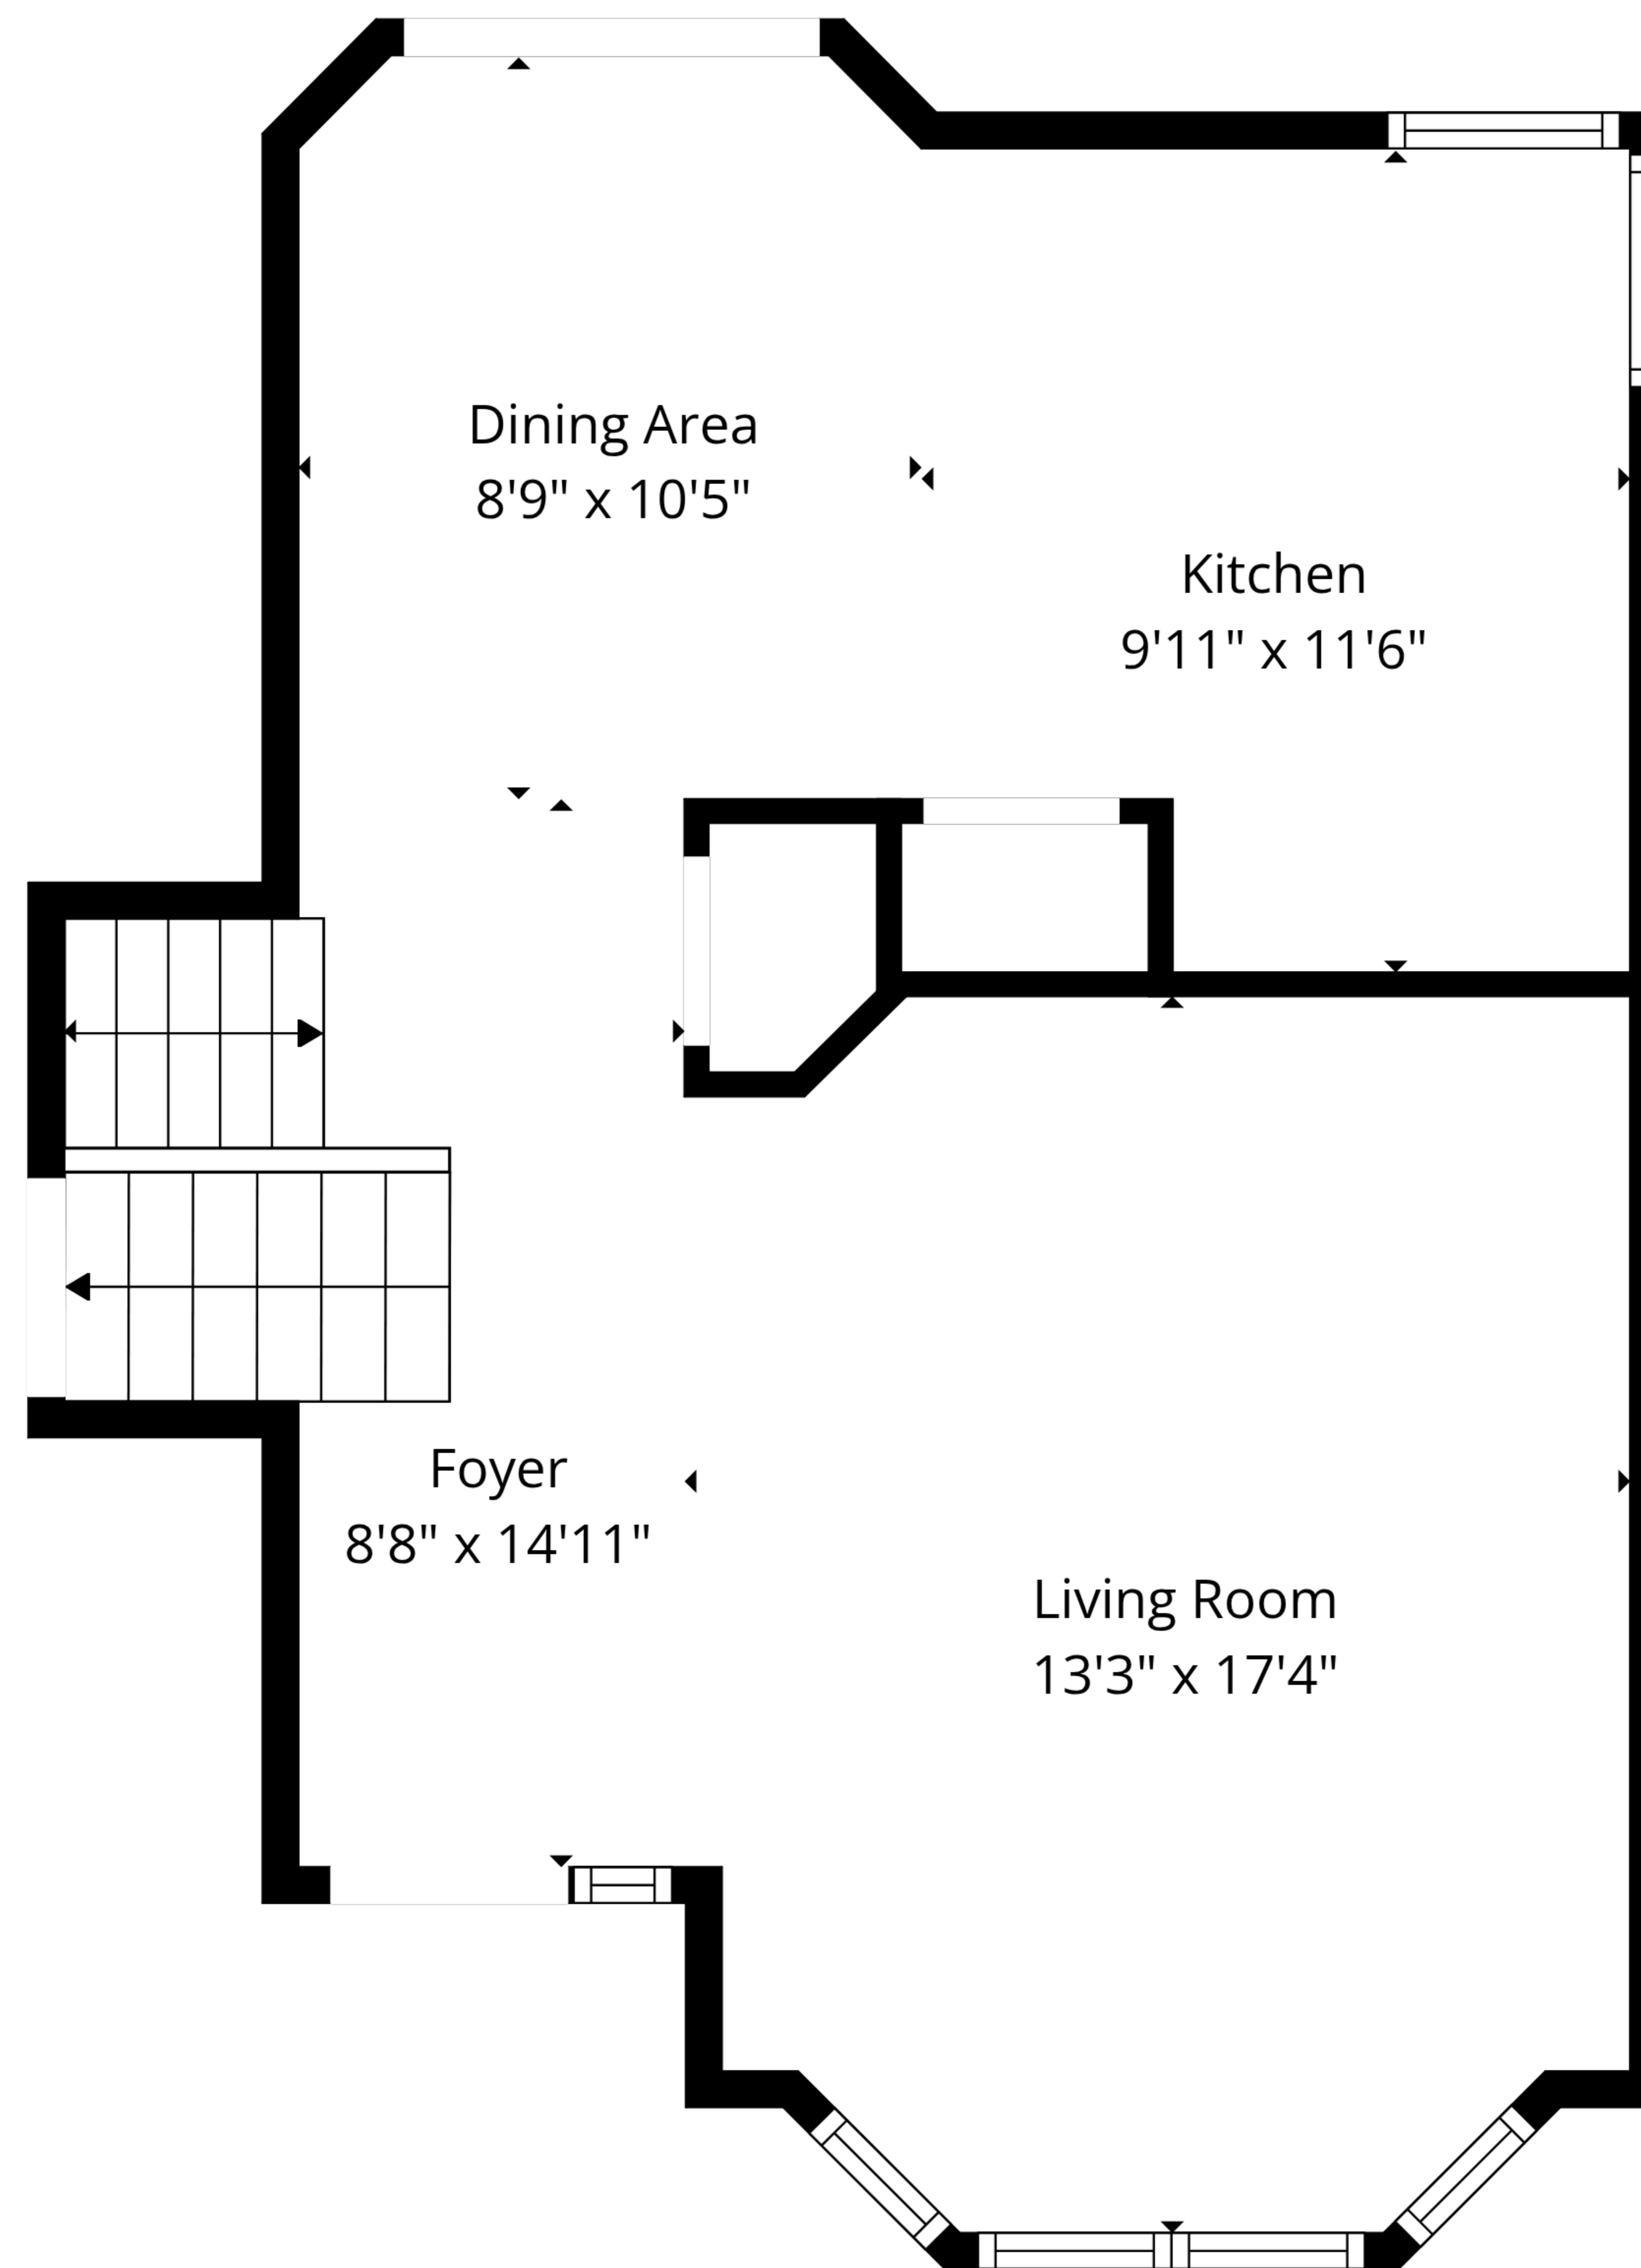 Dining Area
8'9" x 10'5"
Kitchen
9'11" x 11'6"
Foyer
8'8" x 14'11"
Living Room
13'3" x 17'4"